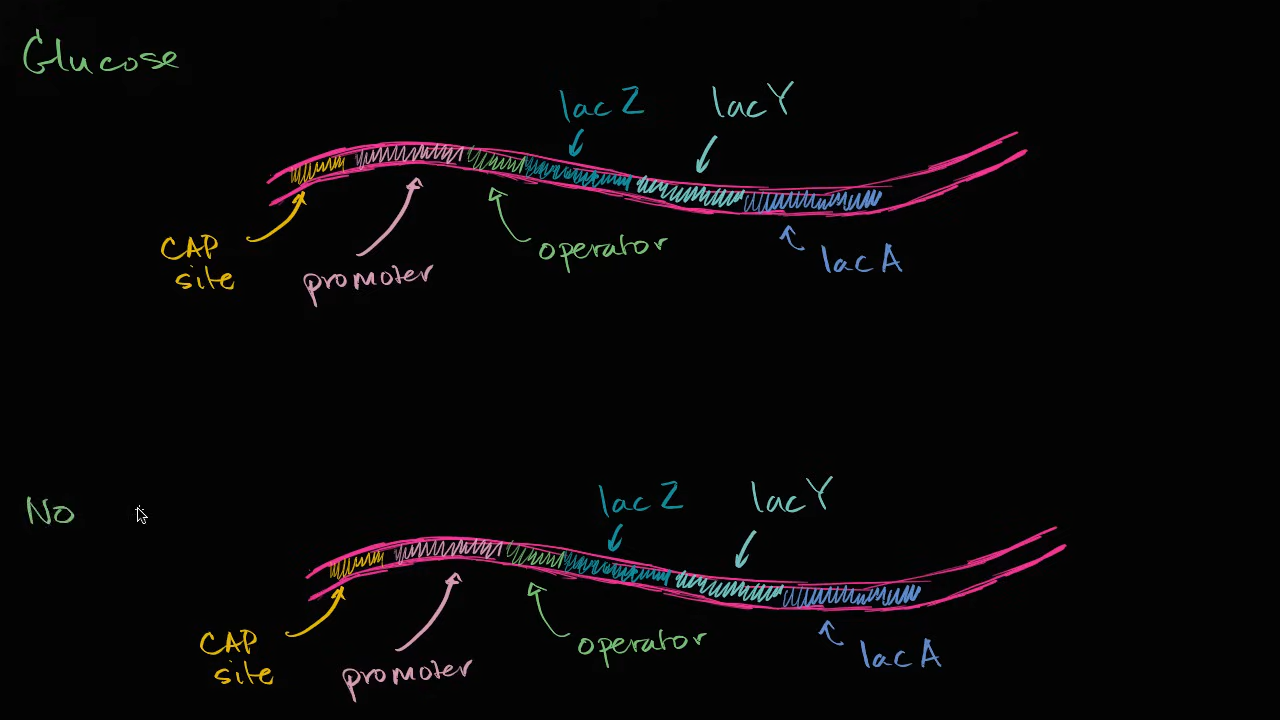 Glucose
lac Z
lac Y
CAP
site
promoter
operator
lac A
No
lac Z
lac Y
CAP
site
promoter
operator
lac A